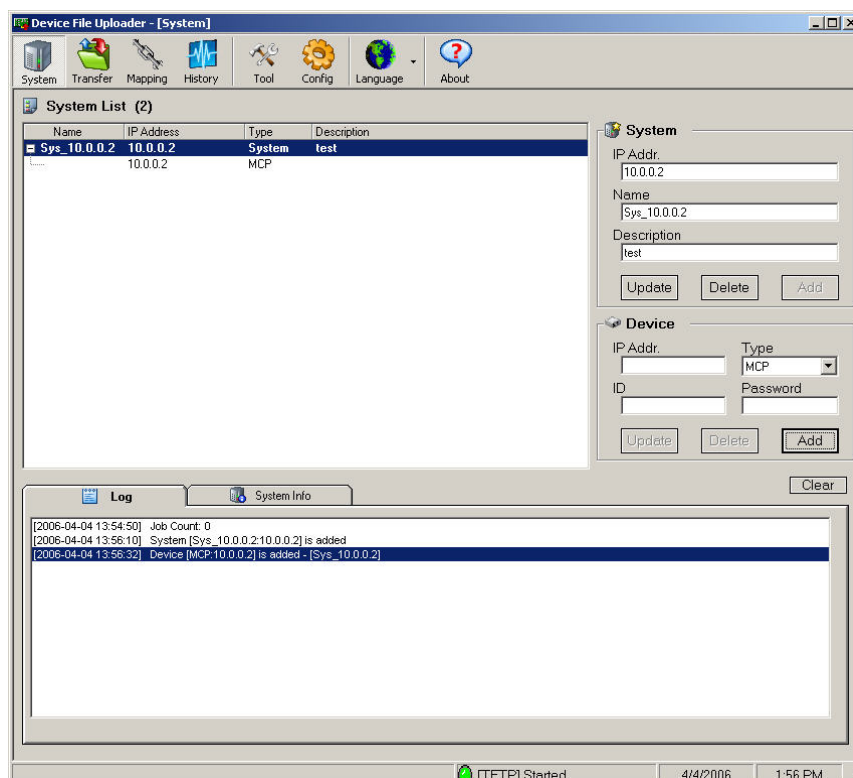 Device File Uploader - [System]
System Transfer Mapping History Tool Config Language About
System List (2)
Name IP Address Type Description
Sys_10.0.0.2 10.0.0.2 System test
10.0.0.2 MCP
System
IP Addr.
10.0.0.2
Name
Sys_10.0.0.2
Description
test
Update Delete Add
Device
IP Addr. Type
MCP
ID Password
Update Delete Add
Clear
Log System Info
[2006-04-04 13:54:50] Job Count: 0
[2006-04-04 13:56:10] System [Sys_10.0.0.2:10.0.0.2] is added
[2006-04-04 13:56:32] Device [MCP:10.0.0.2] is added - [Sys_10.0.0.2]
[TFTP] Started 4/4/2006 1:56 PM